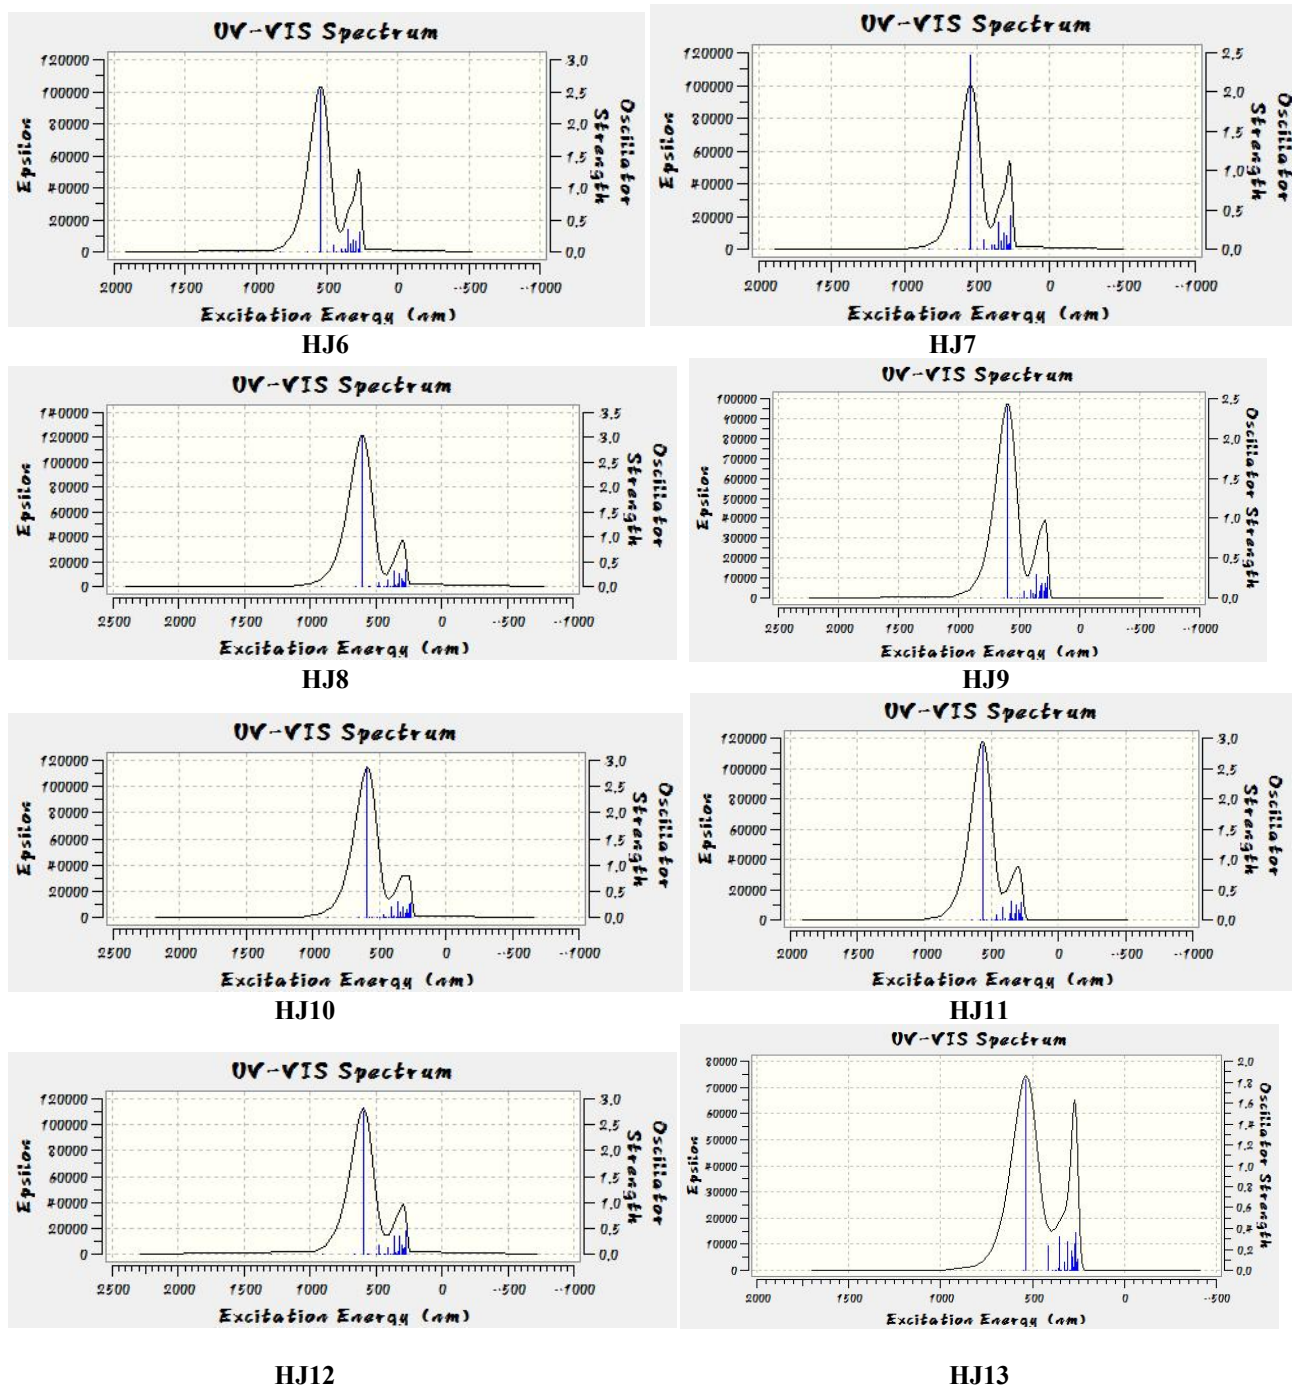 UV-VIS Spectrum
Epsilon
120000
100000
80000
60000
40000
20000
0
3,0
2,5
2,0
1,5
1,0
0,5
0,0
Oscillator Strength
2000 1500 1000 500 0 --500 --1000
Excitation Energy (nm)
HJ6
UV-VIS Spectrum
Epsilon
120000
100000
80000
60000
40000
20000
0
2,5
2,0
1,5
1,0
0,5
0,0
Oscillator Strength
2000 1500 1000 500 0 --500 --1000
Excitation Energy (nm)
HJ7
UV-VIS Spectrum
Epsilon
140000
120000
100000
80000
60000
40000
20000
0
3,5
3,0
2,5
2,0
1,5
1,0
0,5
0,0
Oscillator Strength
2500 2000 1500 1000 500 0 --500 --1000
Excitation Energy (nm)
HJ8
UV-VIS Spectrum
Epsilon
100000
90000
80000
70000
60000
50000
40000
30000
20000
10000
0
2,5
2,0
1,5
1,0
0,5
0,0
Oscillator Strength
2500 2000 1500 1000 500 0 --500 --1000
Excitation Energy (nm)
HJ9
UV-VIS Spectrum
Epsilon
120000
100000
80000
60000
40000
20000
0
3,0
2,5
2,0
1,5
1,0
0,5
0,0
Oscillator Strength
2500 2000 1500 1000 500 0 --500 --1000
Excitation Energy (nm)
HJ10
UV-VIS Spectrum
Epsilon
120000
100000
80000
60000
40000
20000
0
3,0
2,5
2,0
1,5
1,0
0,5
0,0
Oscillator Strength
2000 1500 1000 500 0 --500 --1000
Excitation Energy (nm)
HJ11
UV-VIS Spectrum
Epsilon
120000
100000
80000
60000
40000
20000
0
3,0
2,5
2,0
1,5
1,0
0,5
0,0
Oscillator Strength
2500 2000 1500 1000 500 0 --500 --1000
Excitation Energy (nm)
HJ12
UV-VIS Spectrum
Epsilon
80000
70000
60000
50000
40000
30000
20000
10000
0
2,0
1,8
1,6
1,4
1,2
1,0
0,8
0,6
0,4
0,2
0,0
Oscillator Strength
2000 1500 1000 500 0 --500
Excitation Energy (nm)
HJ13